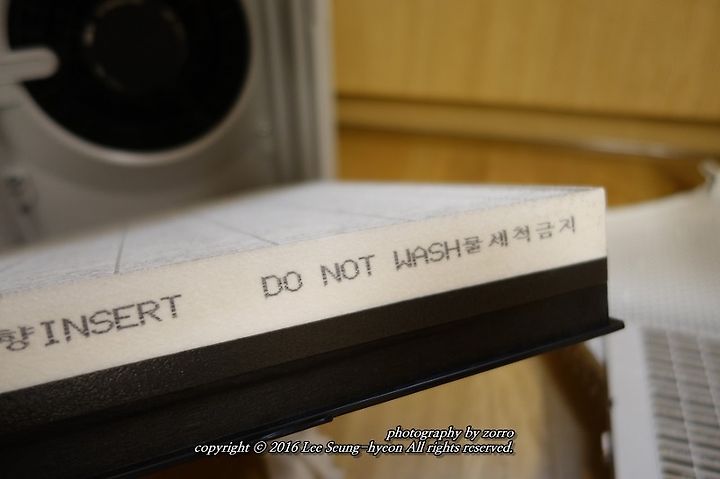 향INSERT DO NOT WASH물세척금지
photography by zorro
copyright © 2016 Lee Seung-hyeon All rights reserved.